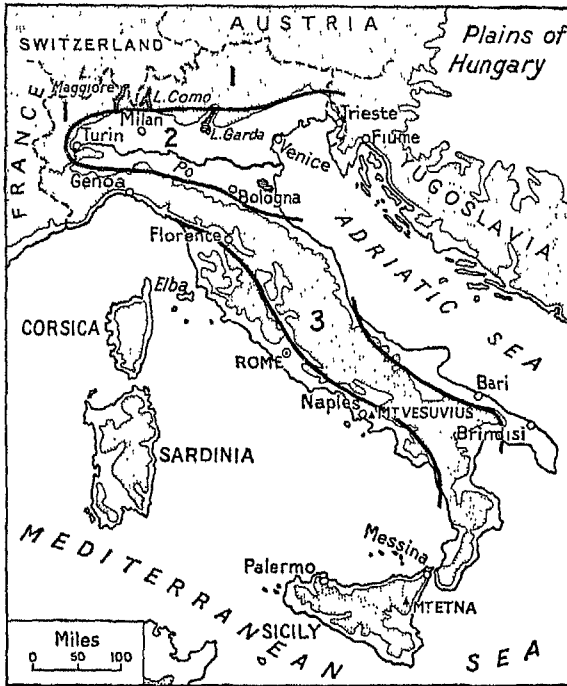 AUSTRIA
Plains of
Hungary
SWITZERLAND
1
Maggiore
L.Como
FRANCE
1
Milan
Trieste
2
L.Garda
Turin
Fiume
Venice
Po
Genoa
Bologna
UGOSLAVIA
ADRIATIC SEA
Florence
Elba
3
CORSICA
ROME
Bari
Naples
MT.VESUVIUS
Brindisi
SARDINIA
Messina
Palermo
MT.ETNA
SICILY
MEDITERRANEAN SEA
Miles
0 50 100